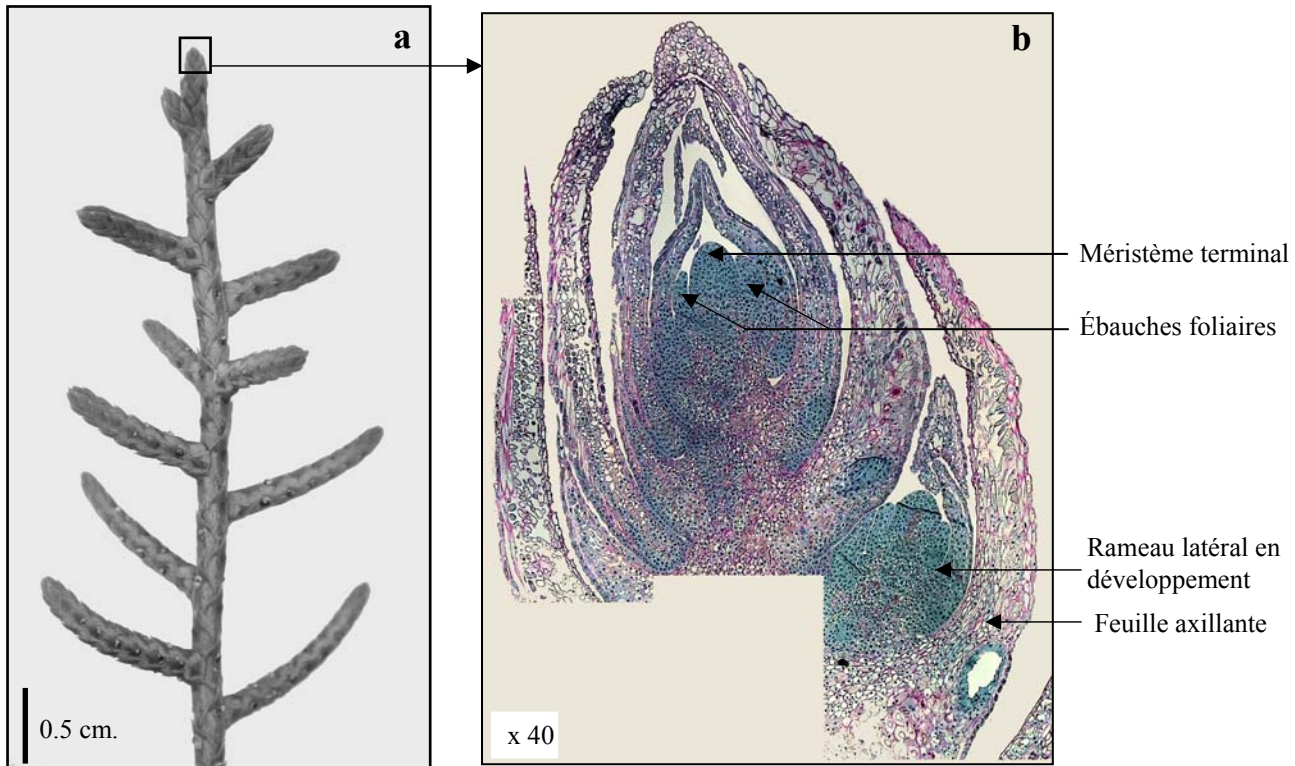 a
b
Méristème terminal
Ébauches foliaires
Rameau latéral en
développement
Feuille axillante
0.5 cm.
x 40